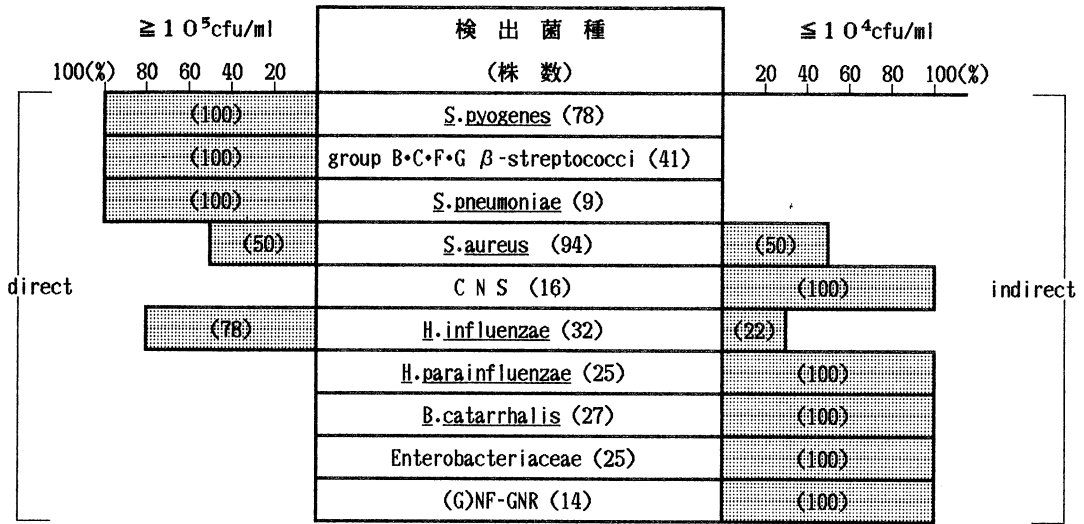 ≧10⁵cfu/ml 検出菌種 ≦10⁴cfu/ml
100(%) 80 60 40 20 (株数) 20 40 60 80 100(%)
(100) S.pyogenes (78)
(100) group B・C・F・G β-streptococci (41)
(100) S.pneumoniae (9)
(50) S.aureus (94) (50)
direct CNS (16) (100) indirect
(78) H.influenzae (32) (22)
H.parainfluenzae (25) (100)
B.catarrhalis (27) (100)
Enterobacteriaceae (25) (100)
(G)NF-GNR (14) (100)